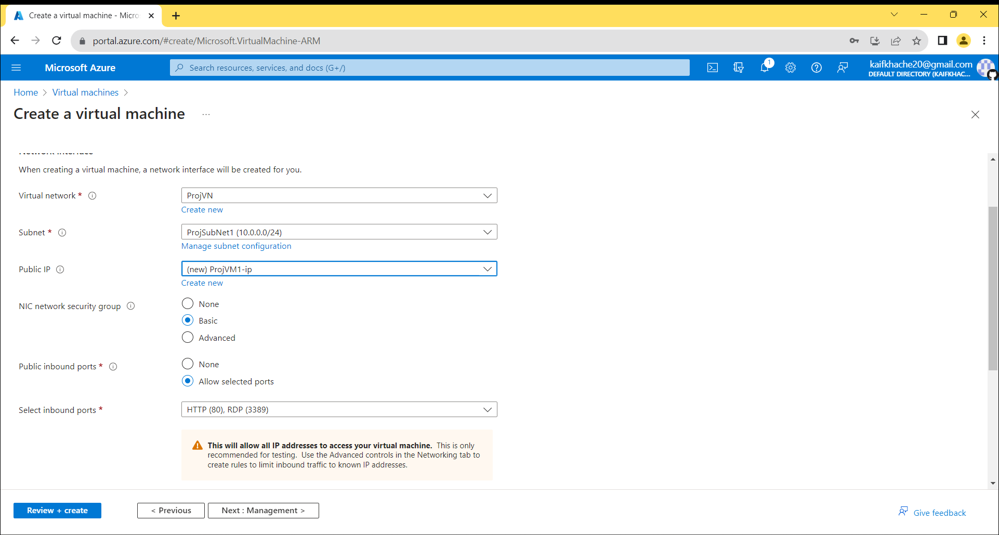 Create a virtual machine - Micro
portal.azure.com/#create/Microsoft.VirtualMachine-ARM
Microsoft Azure
Search resources, services, and docs (G+/)
1
kaifkhache20@gmail.com
DEFAULT DIRECTORY (KAIFKHAC...
Home > Virtual machines >
Create a virtual machine ...
Network interface
When creating a virtual machine, a network interface will be created for you.
Virtual network *
ProjVN
Create new
Subnet *
ProjSubNet1 (10.0.0.0/24)
Manage subnet configuration
Public IP
(new) ProjVM1-ip
Create new
NIC network security group
None
Basic
Advanced
Public inbound ports *
None
Allow selected ports
Select inbound ports *
HTTP (80), RDP (3389)
This will allow all IP addresses to access your virtual machine. This is only
recommended for testing. Use the Advanced controls in the Networking tab to
create rules to limit inbound traffic to known IP addresses.
Review + create
< Previous
Next : Management >
Give feedback